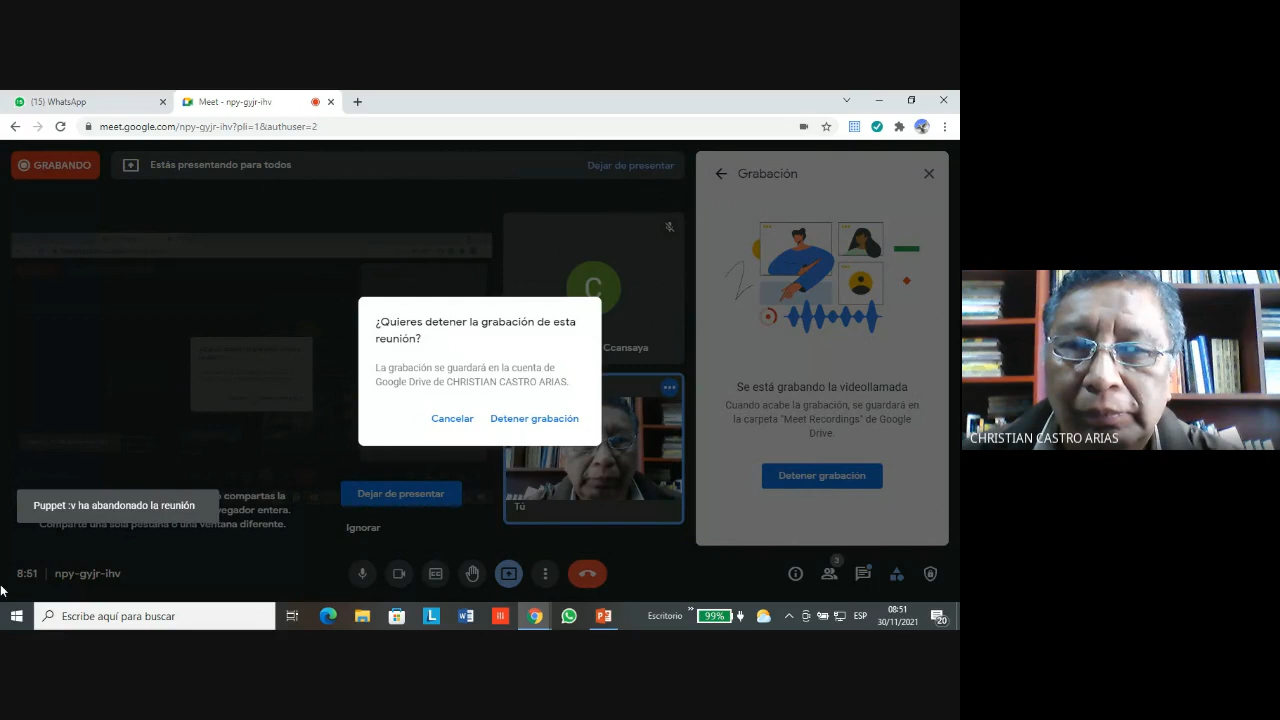 (15) WhatsApp
Meet - npy-gyjr-ihv
meet.google.com/npy-gyjr-ihv?pli=1&authuser=2
GRABANDO
Estás presentando para todos
Dejar de presentar
Grabación
C
Ccansaya
¿Quieres detener la grabación de esta
reunión?
La grabación se guardará en la cuenta de
Google Drive de CHRISTIAN CASTRO ARIAS.
Cancelar
Detener grabación
Se está grabando la videollamada
Cuando acabe la grabación, se guardará en
la carpeta "Meet Recordings" de Google
Drive.
Detener grabación
CHRISTIAN CASTRO ARIAS
Puppet :v ha abandonado la reunión
compartas la
vegador entera.
Comparte una sola pestaña o una ventana diferente.
Dejar de presentar
Ignorar
Tú
8:51 | npy-gyjr-ihv
3
Escribe aquí para buscar
Escritorio
99%
ESP
08:51
30/11/2021
20